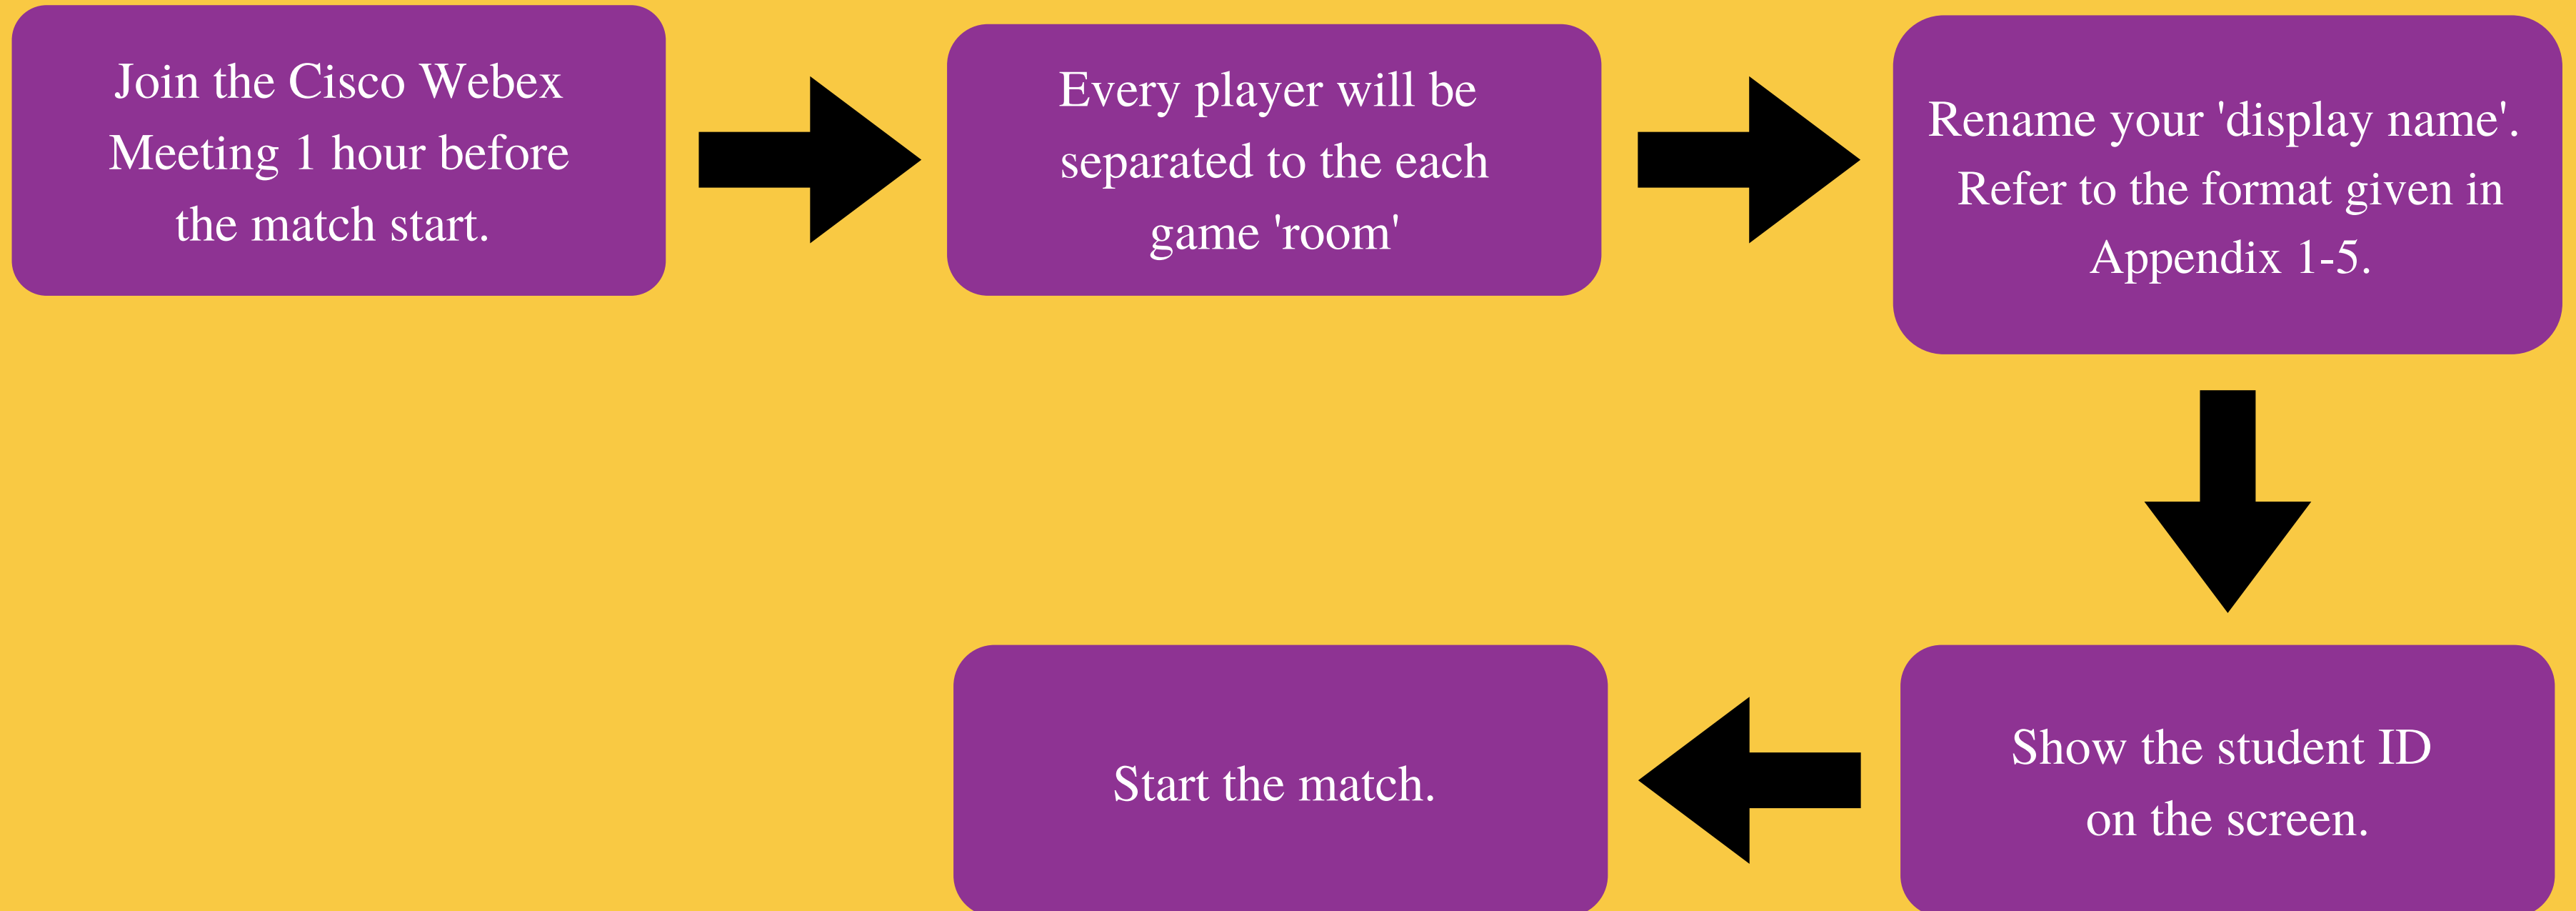 Join the Cisco Webex
Meeting 1 hour before
the match start.
Every player will be
separated to the each
game 'room'
Rename your 'display name'.
Refer to the format given in
Appendix 1-5.
Show the student ID
on the screen.
Start the match.